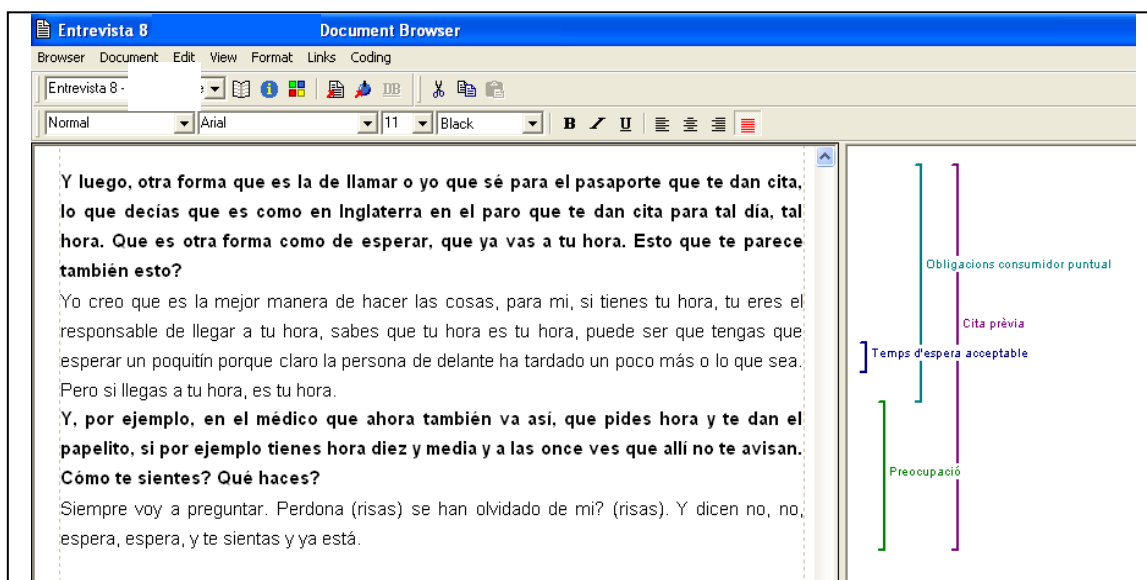 Entrevista 8 Document Browser
Browser Document Edit View Format Links Coding
Entrevista 8 - DB
Normal Arial 11 Black B I U
Y luego, otra forma que es la de llamar o yo que sé para el pasaporte que te dan cita,
lo que decías que es como en Inglaterra en el paro que te dan cita para tal día, tal
hora. Que es otra forma como de esperar, que ya vas a tu hora. Esto que te parece
también esto?
Yo creo que es la mejor manera de hacer las cosas, para mi, si tienes tu hora, tu eres el
responsable de llegar a tu hora, sabes que tu hora es tu hora, puede ser que tengas que
esperar un poquitín porque claro la persona de delante ha tardado un poco más o lo que sea.
Pero si llegas a tu hora, es tu hora.
Y, por ejemplo, en el médico que ahora también va así, que pides hora y te dan el
papelito, si por ejemplo tienes hora diez y media y a las once ves que allí no te avisan.
Cómo te sientes? Qué haces?
Siempre voy a preguntar. Perdona (risas) se han olvidado de mi? (risas). Y dicen no, no,
espera, espera, y te sientas y ya está.
Obligacions consumidor puntual
Cita prèvia
Temps d'espera acceptable
Preocupació